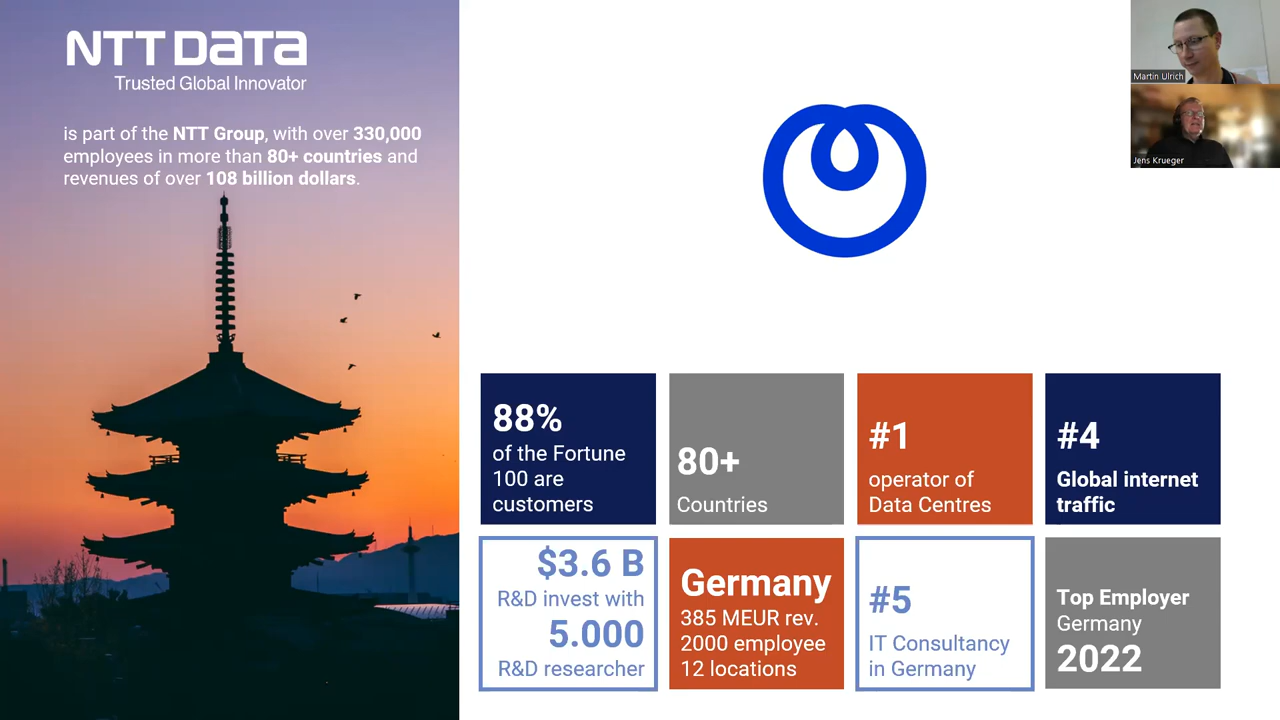 NTT DATA
Trusted Global Innovator
is part of the NTT Group, with over 330,000
employees in more than 80+ countries and
revenues of over 108 billion dollars.
Martin Ulrich
Jens Krueger
88%
of the Fortune
100 are
customers
80+
Countries
#1
operator of
Data Centres
#4
Global internet
traffic
$3.6 B
R&D invest with
5.000
R&D researcher
Germany
385 MEUR rev.
2000 employee
12 locations
#5
IT Consultancy
in Germany
Top Employer
Germany
2022